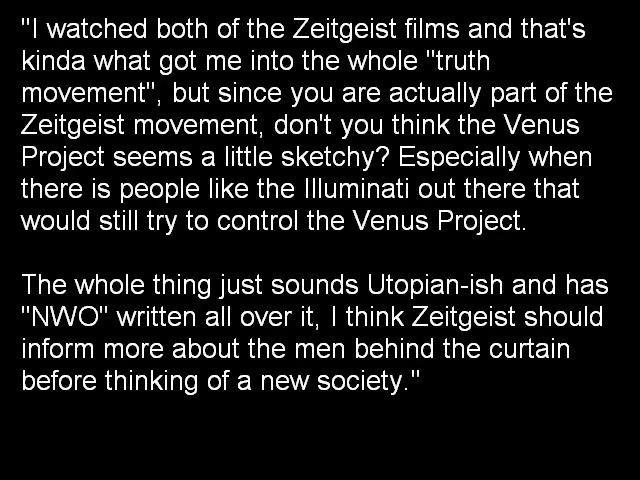 "I watched both of the Zeitgeist films and that's
kinda what got me into the whole "truth
movement", but since you are actually part of the
Zeitgeist movement, don't you think the Venus
Project seems a little sketchy? Especially when
there is people like the Illuminati out there that
would still try to control the Venus Project.

The whole thing just sounds Utopian-ish and has
"NWO" written all over it, I think Zeitgeist should
inform more about the men behind the curtain
before thinking of a new society."